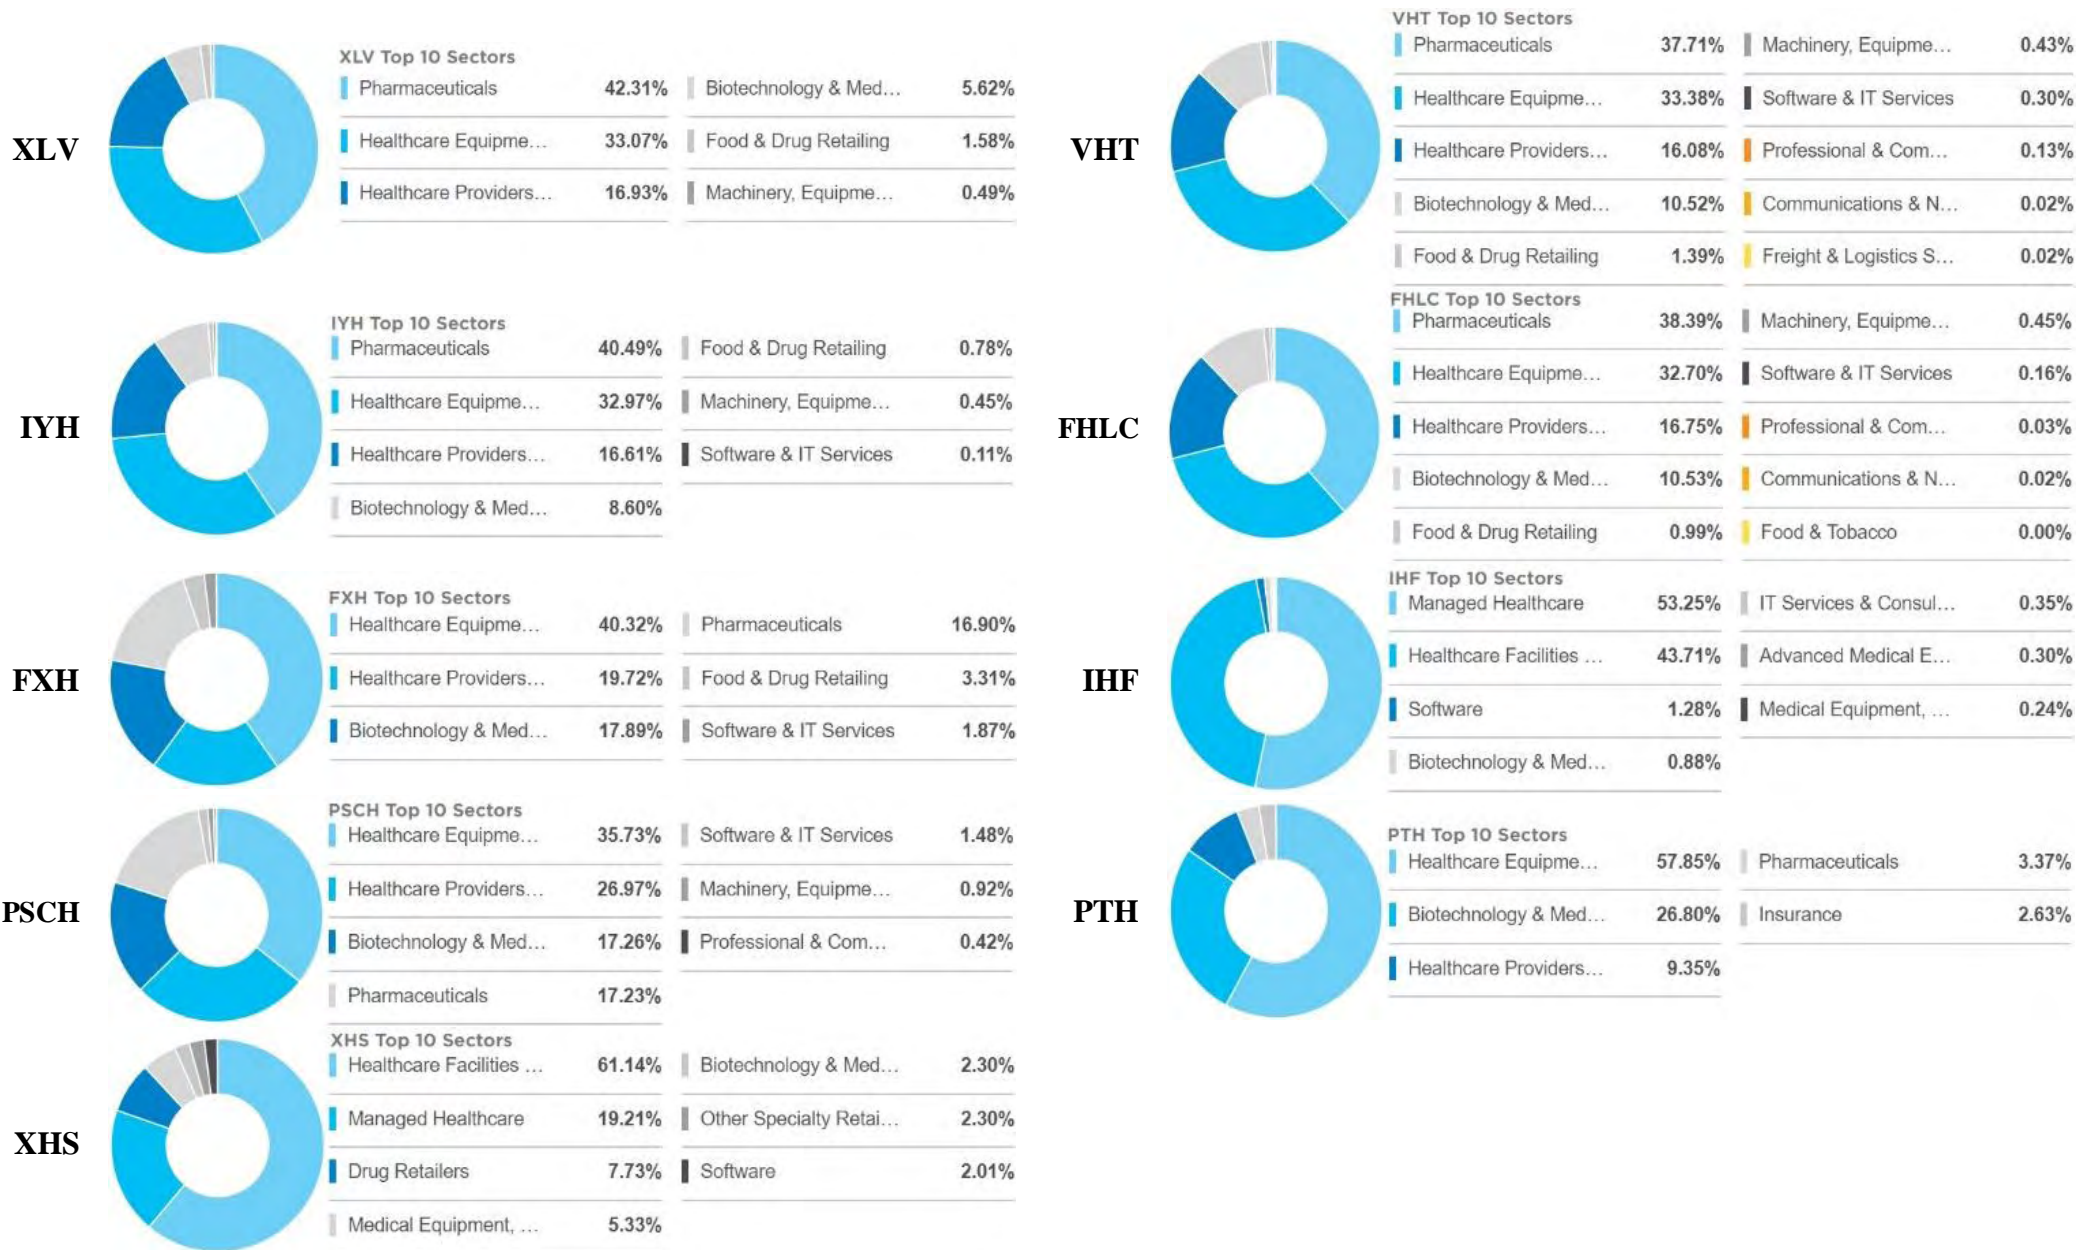 XLV
XLV Top 10 Sectors
Pharmaceuticals 42.31% Biotechnology & Med... 5.62%
Healthcare Equipme... 33.07% Food & Drug Retailing 1.58%
Healthcare Providers... 16.93% Machinery, Equipme... 0.49%
IYH
IYH Top 10 Sectors
Pharmaceuticals 40.49% Food & Drug Retailing 0.78%
Healthcare Equipme... 32.97% Machinery, Equipme... 0.45%
Healthcare Providers... 16.61% Software & IT Services 0.11%
Biotechnology & Med... 8.60%
FXH
FXH Top 10 Sectors
Healthcare Equipme... 40.32% Pharmaceuticals 16.90%
Healthcare Providers... 19.72% Food & Drug Retailing 3.31%
Biotechnology & Med... 17.89% Software & IT Services 1.87%
PSCH
PSCH Top 10 Sectors
Healthcare Equipme... 35.73% Software & IT Services 1.48%
Healthcare Providers... 26.97% Machinery, Equipme... 0.92%
Biotechnology & Med... 17.26% Professional & Com... 0.42%
Pharmaceuticals 17.23%
XHS
XHS Top 10 Sectors
Healthcare Facilities ... 61.14% Biotechnology & Med... 2.30%
Managed Healthcare 19.21% Other Specialty Retai... 2.30%
Drug Retailers 7.73% Software 2.01%
Medical Equipment, ... 5.33%
VHT
VHT Top 10 Sectors
Pharmaceuticals 37.71% Machinery, Equipme... 0.43%
Healthcare Equipme... 33.38% Software & IT Services 0.30%
Healthcare Providers... 16.08% Professional & Com... 0.13%
Biotechnology & Med... 10.52% Communications & N... 0.02%
Food & Drug Retailing 1.39% Freight & Logistics S... 0.02%
FHLC
FHLC Top 10 Sectors
Pharmaceuticals 38.39% Machinery, Equipme... 0.45%
Healthcare Equipme... 32.70% Software & IT Services 0.16%
Healthcare Providers... 16.75% Professional & Com... 0.03%
Biotechnology & Med... 10.53% Communications & N... 0.02%
Food & Drug Retailing 0.99% Food & Tobacco 0.00%
IHF
IHF Top 10 Sectors
Managed Healthcare 53.25% IT Services & Consul... 0.35%
Healthcare Facilities ... 43.71% Advanced Medical E... 0.30%
Software 1.28% Medical Equipment, ... 0.24%
Biotechnology & Med... 0.88%
PTH
PTH Top 10 Sectors
Healthcare Equipme... 57.85% Pharmaceuticals 3.37%
Biotechnology & Med... 26.80% Insurance 2.63%
Healthcare Providers... 9.35%